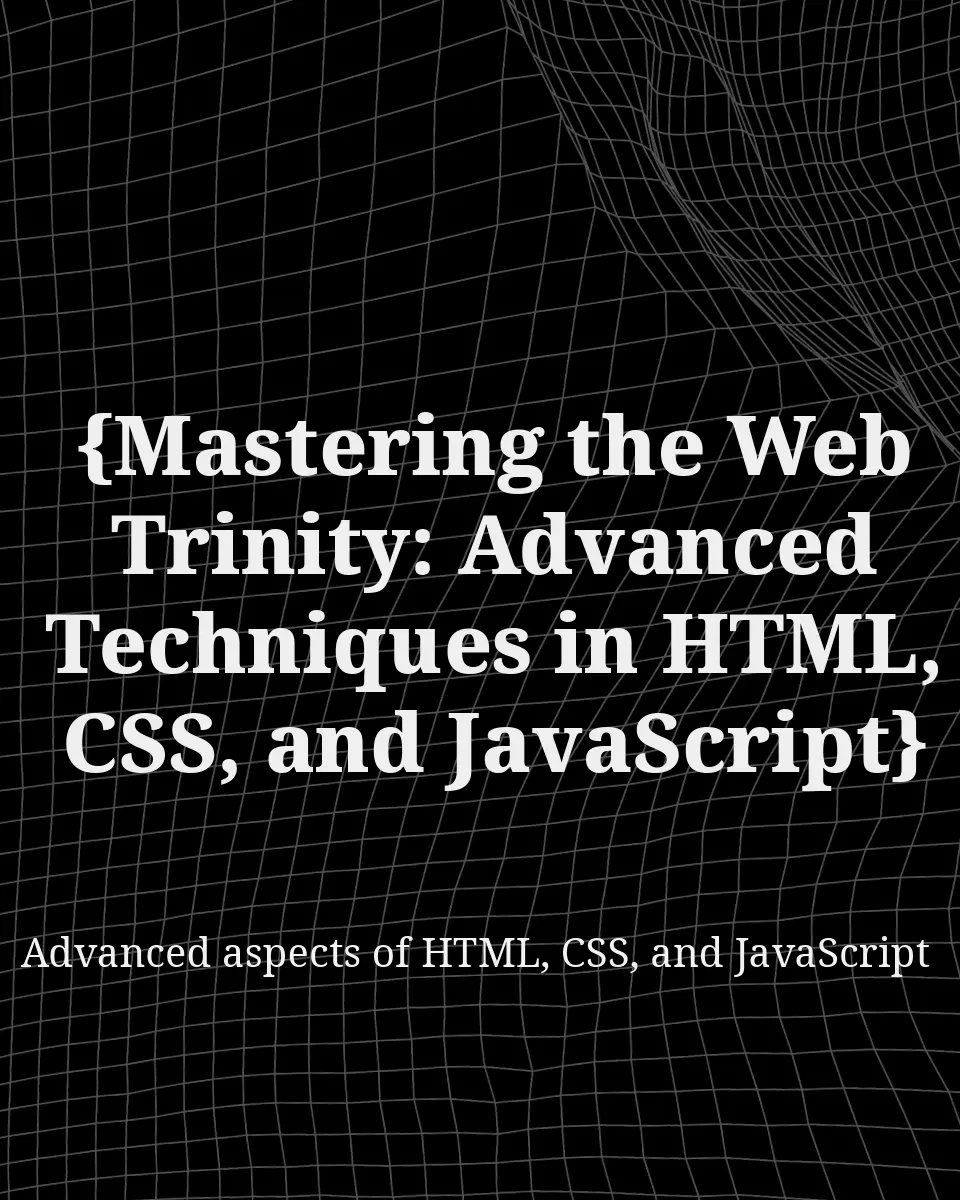 {Mastering the Web
Trinity: Advanced
Techniques in HTML,
CSS, and JavaScript}
Advanced aspects of HTML, CSS, and JavaScript